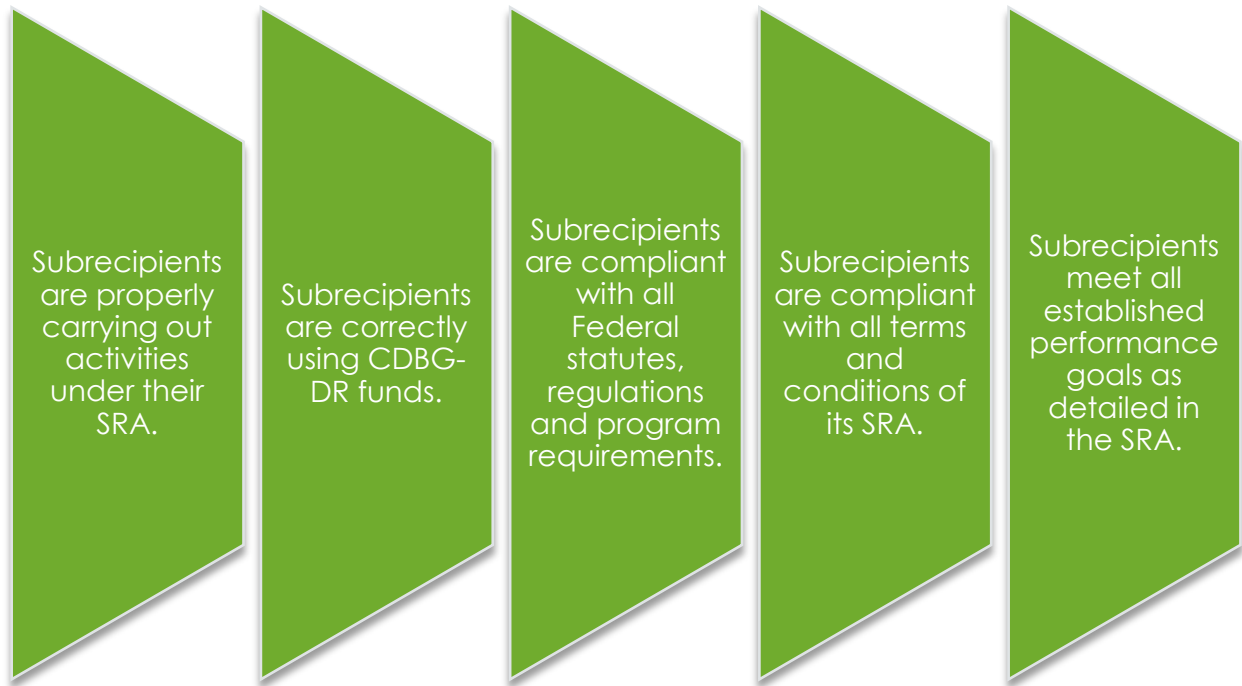 Subrecipients
are properly
carrying out
activities
under their
SRA.
Subrecipients
are correctly
using CDBG-
DR funds.
Subrecipients
are compliant
with all
Federal
statutes,
regulations
and program
requirements.
Subrecipients
are compliant
with all terms
and
conditions of
its SRA.
Subrecipients
meet all
established
performance
goals as
detailed in
the SRA.